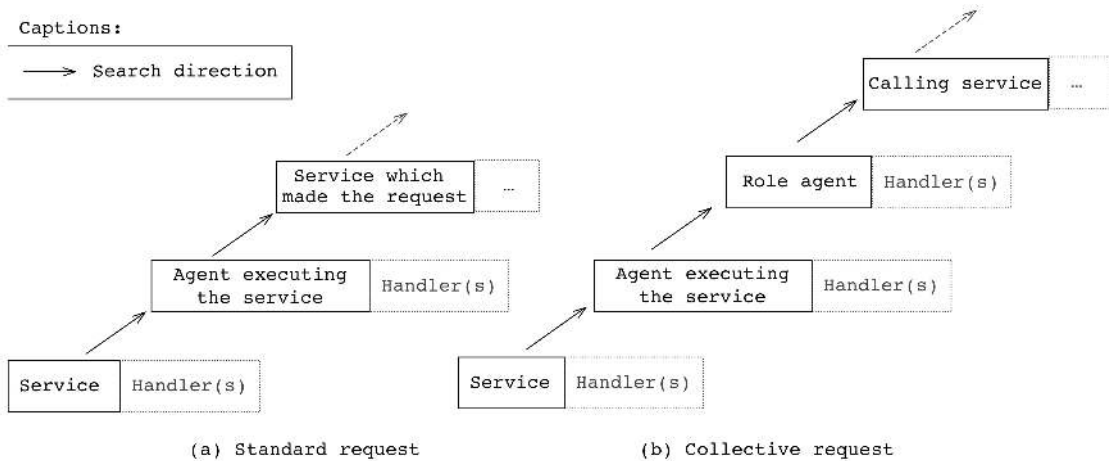 Captions:
Search direction
Service which
made the request
…
Agent executing
the service
Handler(s)
Service
Handler(s)
(a) Standard request
Calling service
…
Role agent
Handler(s)
Agent executing
the service
Handler(s)
Service
Handler(s)
(b) Collective request